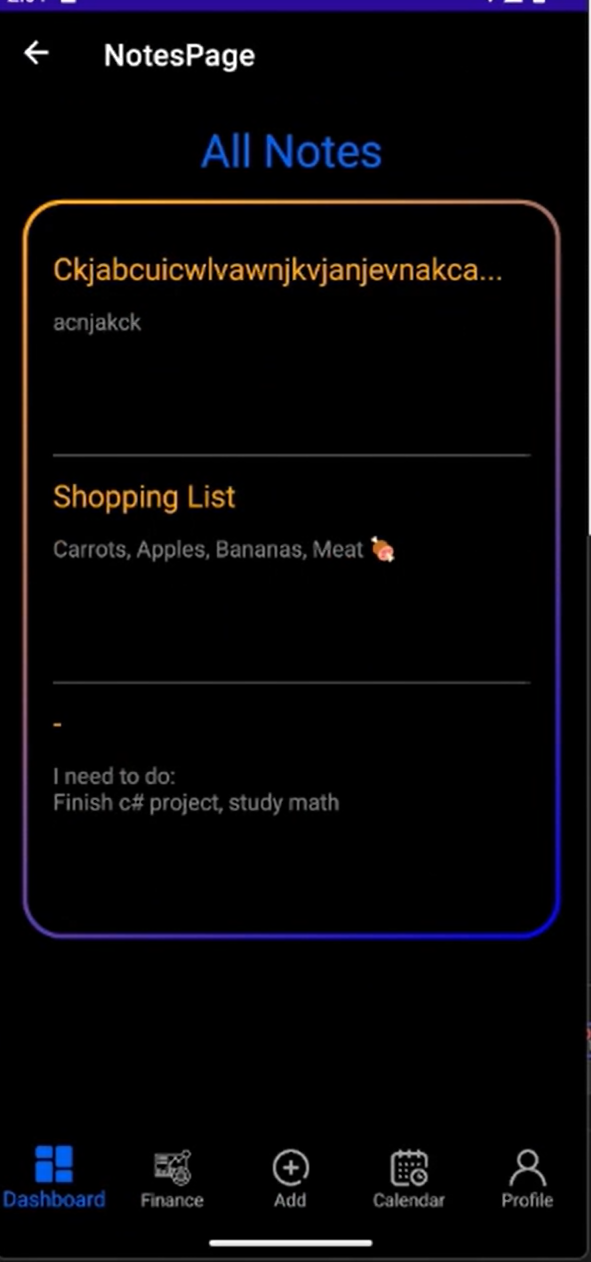 NotesPage
All Notes
Ckjabcuicwlvawnjkvjanjevnakca...
acnjakck
Shopping List
Carrots, Apples, Bananas, Meat 🍖
-
I need to do:
Finish c# project, study math
Dashboard
Finance
Add
Calendar
Profile